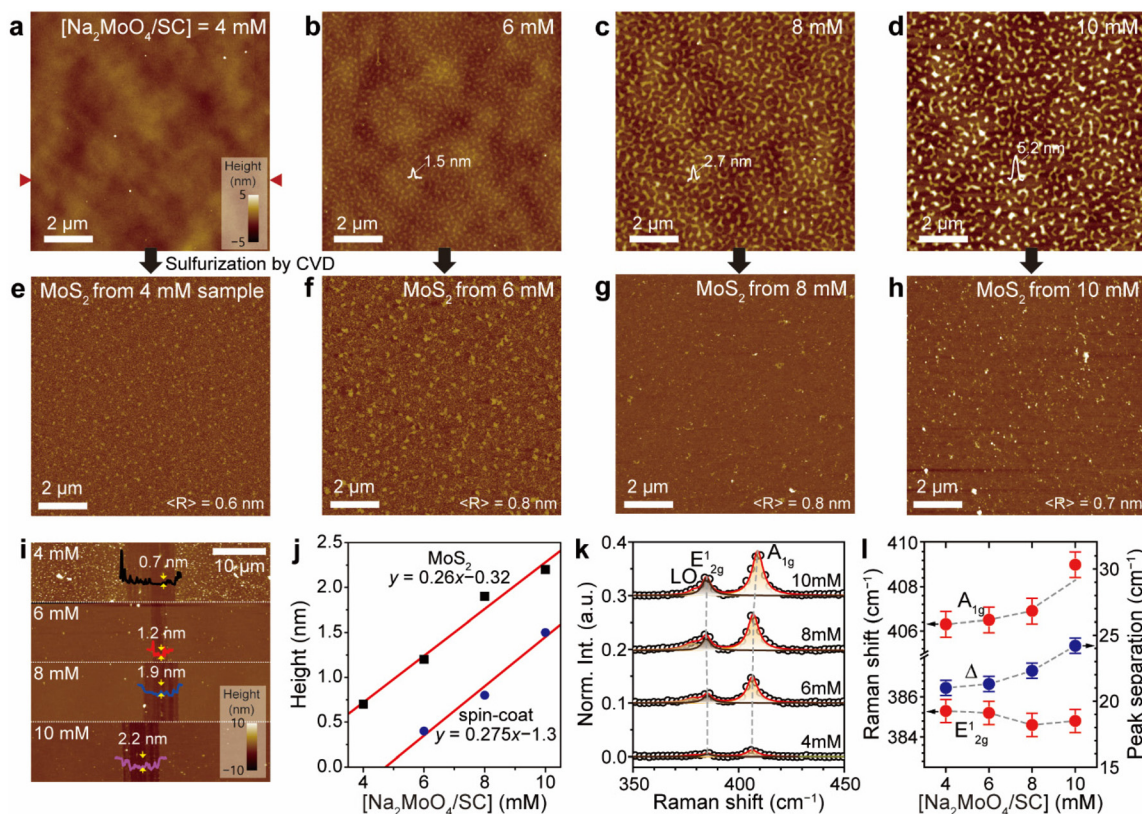 a [Na₂MoO₄/SC] = 4 mM
Height
(nm)
5
−5
2 μm
b 6 mM
1.5 nm
2 μm
c 8 mM
2.7 nm
2 μm
d 10 mM
5.2 nm
2 μm
Sulfurization by CVD
e MoS₂ from 4 mM sample
2 μm
<R> = 0.6 nm
f MoS₂ from 6 mM
2 μm
<R> = 0.8 nm
g MoS₂ from 8 mM
2 μm
<R> = 0.8 nm
h MoS₂ from 10 mM
2 μm
<R> = 0.7 nm
i
4 mM
0.7 nm
10 μm
6 mM
1.2 nm
8 mM
1.9 nm
10 mM
2.2 nm
Height
(nm)
10
−10
j
Height (nm)
2.5
2.0
1.5
1.0
0.5
0.0
MoS₂
y = 0.26x−0.32
spin-coat
y = 0.275x−1.3
4 6 8 10
[Na₂MoO₄/SC] (mM)
k
Norm. Int. (a.u.)
0.4
0.3
0.2
0.1
0.0
LO
E¹₂g
A₁g
10mM
8mM
6mM
4mM
350 400 450
Raman shift (cm⁻¹)
l
Raman shift (cm⁻¹)
410
408
406
386
384
A₁g
Δ
E¹₂g
30
25
20
15
Peak separation (cm⁻¹)
4 6 8 10
[Na₂MoO₄/SC] (mM)